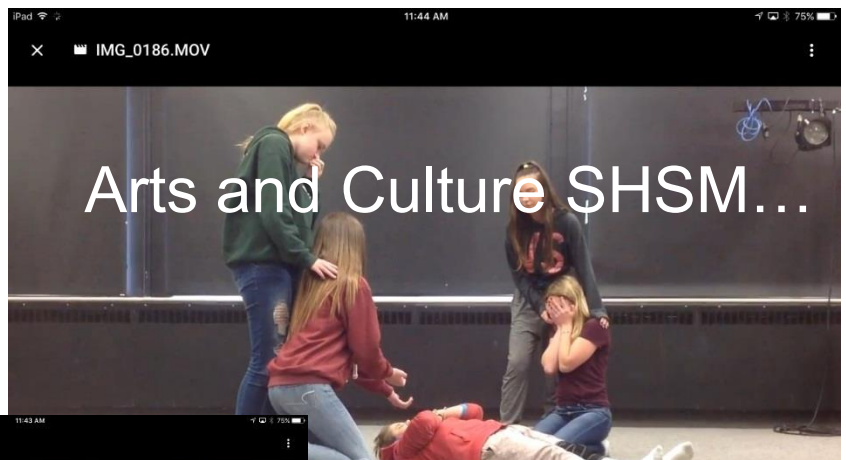 iPad 11:44 AM 75%
IMG_0186.MOV
Arts and Culture SHSM…
11:43 AM 75%